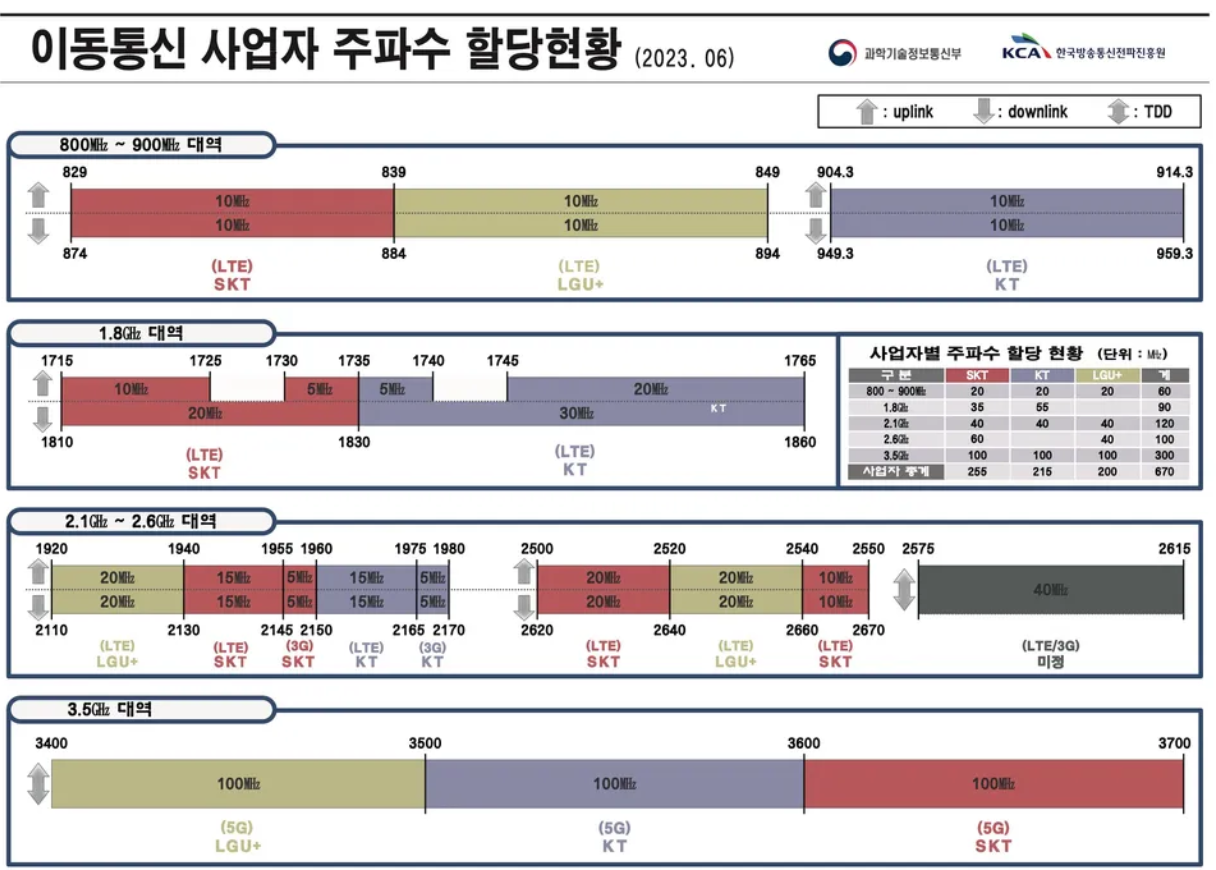 이동통신 사업자 주파수 할당현황 (2023. 06)
과학기술정보통신부
KCA 한국방송통신전파진흥원
: uplink : downlink : TDD
800㎒ ~ 900㎒ 대역
829 839 849 904.3 914.3
10㎒ 10㎒ 10㎒
10㎒ 10㎒ 10㎒
874 884 894 949.3 959.3
(LTE) (LTE) (LTE)
SKT LGU+ KT
1.8㎓ 대역
1715 1725 1730 1735 1740 1745 1765
10㎒ 5㎒ 5㎒ 20㎒
20㎒ 30㎒ KT
1810 1830 1860
(LTE) (LTE)
SKT KT
사업자별 주파수 할당 현황 (단위 : ㎒)
구 분 SKT KT LGU+ 계
800 ~ 900㎒ 20 20 20 60
1.8㎓ 35 55 90
2.1㎓ 40 40 40 120
2.6㎓ 60 40 100
3.5㎓ 100 100 100 300
사업자 총계 255 215 200 670
2.1㎓ ~ 2.6㎓ 대역
1920 1940 1955 1960 1975 1980 2500 2520 2540 2550 2575 2615
20㎒ 15㎒ 5㎒ 15㎒ 5㎒ 20㎒ 20㎒ 10㎒
40㎒
20㎒ 15㎒ 5㎒ 15㎒ 5㎒ 20㎒ 20㎒ 10㎒
2110 2130 2145 2150 2165 2170 2620 2640 2660 2670
(LTE) (LTE) (3G) (LTE) (3G) (LTE) (LTE) (LTE) (LTE/3G)
LGU+ SKT SKT KT KT SKT LGU+ SKT 미정
3.5㎓ 대역
3400 3500 3600 3700
100㎒ 100㎒ 100㎒
(5G) (5G) (5G)
LGU+ KT SKT